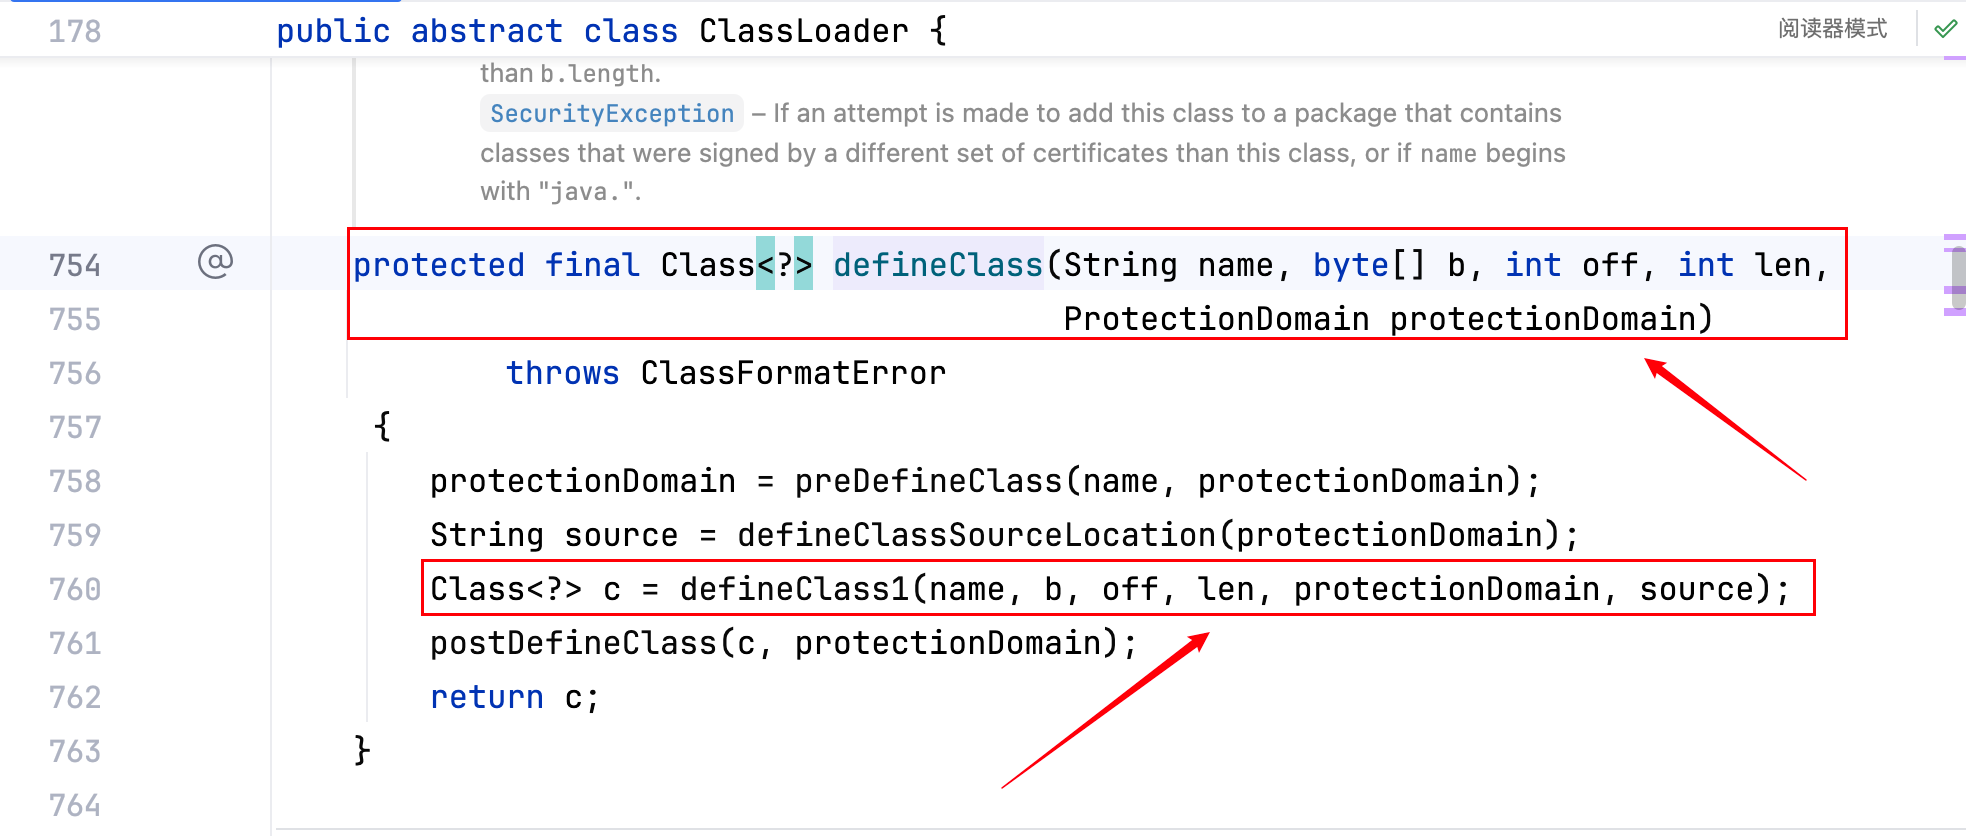 178 public abstract class ClassLoader { 阅读器模式
than b.length.
SecurityException – If an attempt is made to add this class to a package that contains
classes that were signed by a different set of certificates than this class, or if name begins
with "java.".
754 @ protected final Class<?> defineClass(String name, byte[] b, int off, int len,
755 ProtectionDomain protectionDomain)
756 throws ClassFormatError
757 {
758 protectionDomain = preDefineClass(name, protectionDomain);
759 String source = defineClassSourceLocation(protectionDomain);
760 Class<?> c = defineClass1(name, b, off, len, protectionDomain, source);
761 postDefineClass(c, protectionDomain);
762 return c;
763 }
764